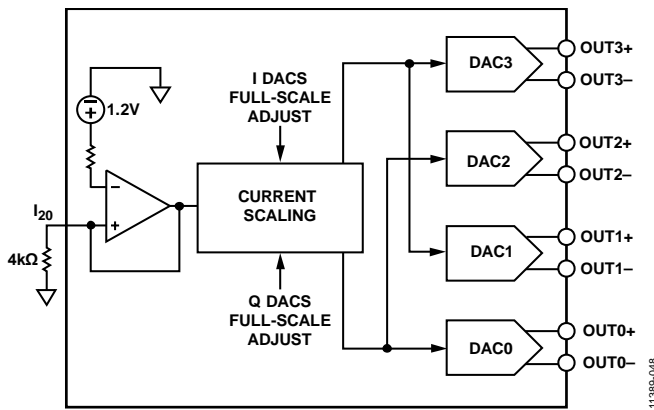 I DACS
FULL-SCALE
ADJUST
1.2V
−
+
−
+
I20
4kΩ
CURRENT
SCALING
Q DACS
FULL-SCALE
ADJUST
DAC3
OUT3+
OUT3–
DAC2
OUT2+
OUT2–
DAC1
OUT1+
OUT1–
DAC0
OUT0+
OUT0–
11389-048